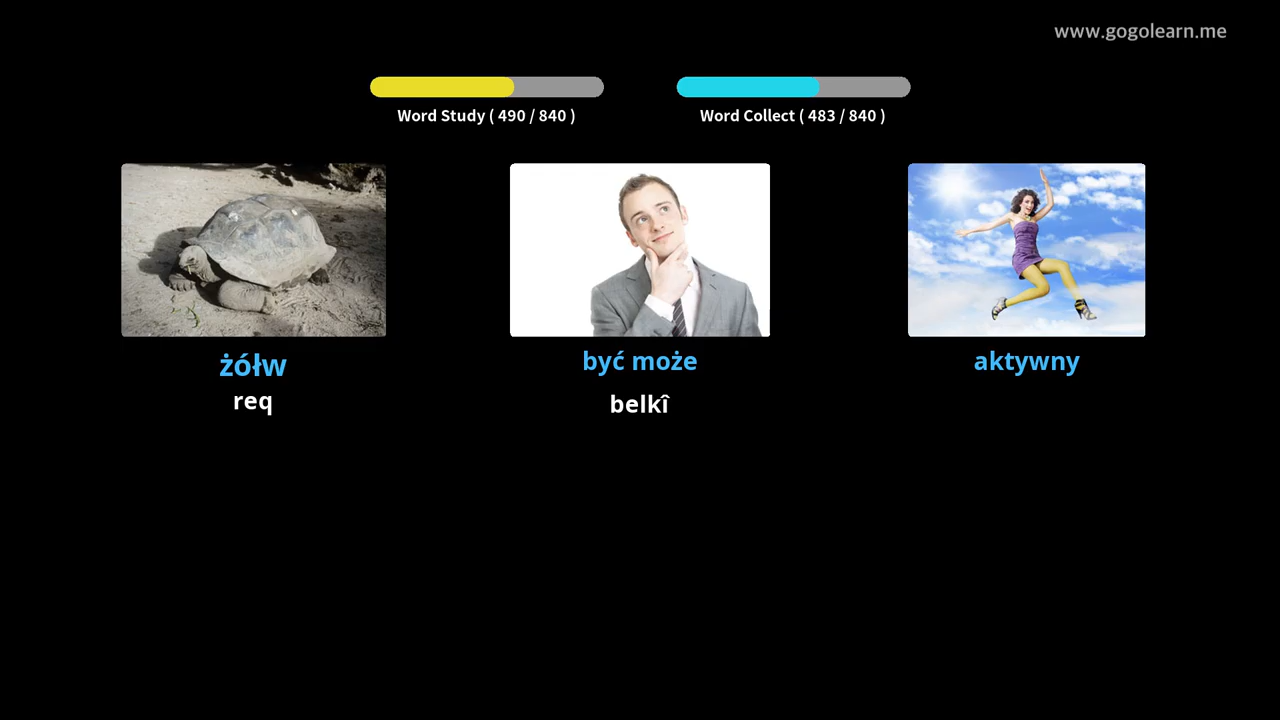 www.gogolearn.me
Word Study ( 490 / 840 )
Word Collect ( 483 / 840 )
żółw
req
być może
belkî
aktywny